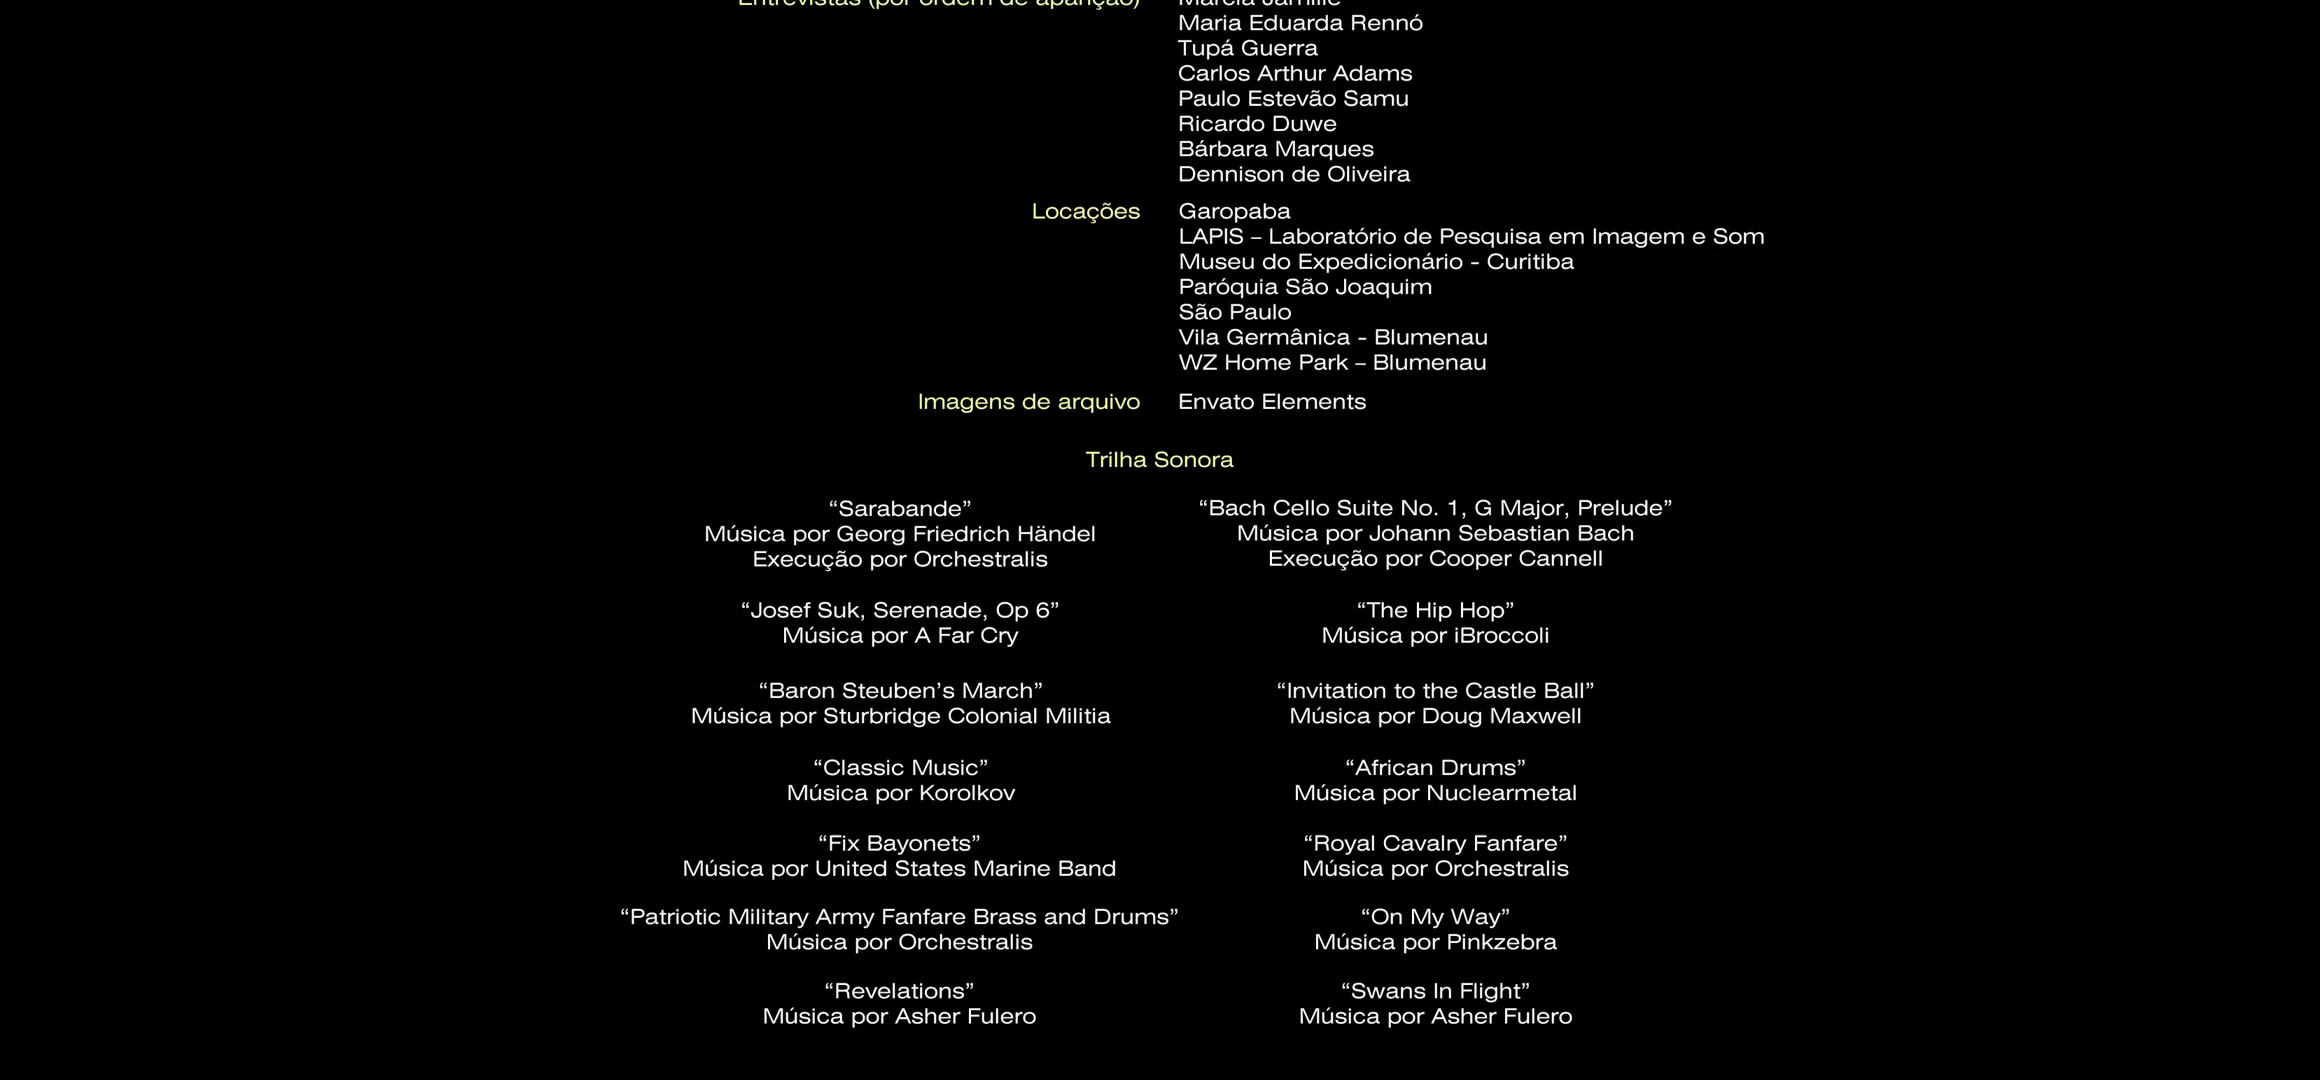 Entrevistas (por ordem de aparição) Márcia Jamille
Maria Eduarda Rennó
Tupá Guerra
Carlos Arthur Adams
Paulo Estevão Samu
Ricardo Duwe
Bárbara Marques
Dennison de Oliveira
Locações Garopaba
LAPIS – Laboratório de Pesquisa em Imagem e Som
Museu do Expedicionário - Curitiba
Paróquia São Joaquim
São Paulo
Vila Germânica - Blumenau
WZ Home Park – Blumenau
Imagens de arquivo Envato Elements
Trilha Sonora
“Sarabande”
Música por Georg Friedrich Händel
Execução por Orchestralis
“Bach Cello Suite No. 1, G Major, Prelude”
Música por Johann Sebastian Bach
Execução por Cooper Cannell
“Josef Suk, Serenade, Op 6”
Música por A Far Cry
“The Hip Hop”
Música por iBroccoli
“Baron Steuben’s March”
Música por Sturbridge Colonial Militia
“Invitation to the Castle Ball”
Música por Doug Maxwell
“Classic Music”
Música por Korolkov
“African Drums”
Música por Nuclearmetal
“Fix Bayonets”
Música por United States Marine Band
“Royal Cavalry Fanfare”
Música por Orchestralis
“Patriotic Military Army Fanfare Brass and Drums”
Música por Orchestralis
“On My Way”
Música por Pinkzebra
“Revelations”
Música por Asher Fulero
“Swans In Flight”
Música por Asher Fulero